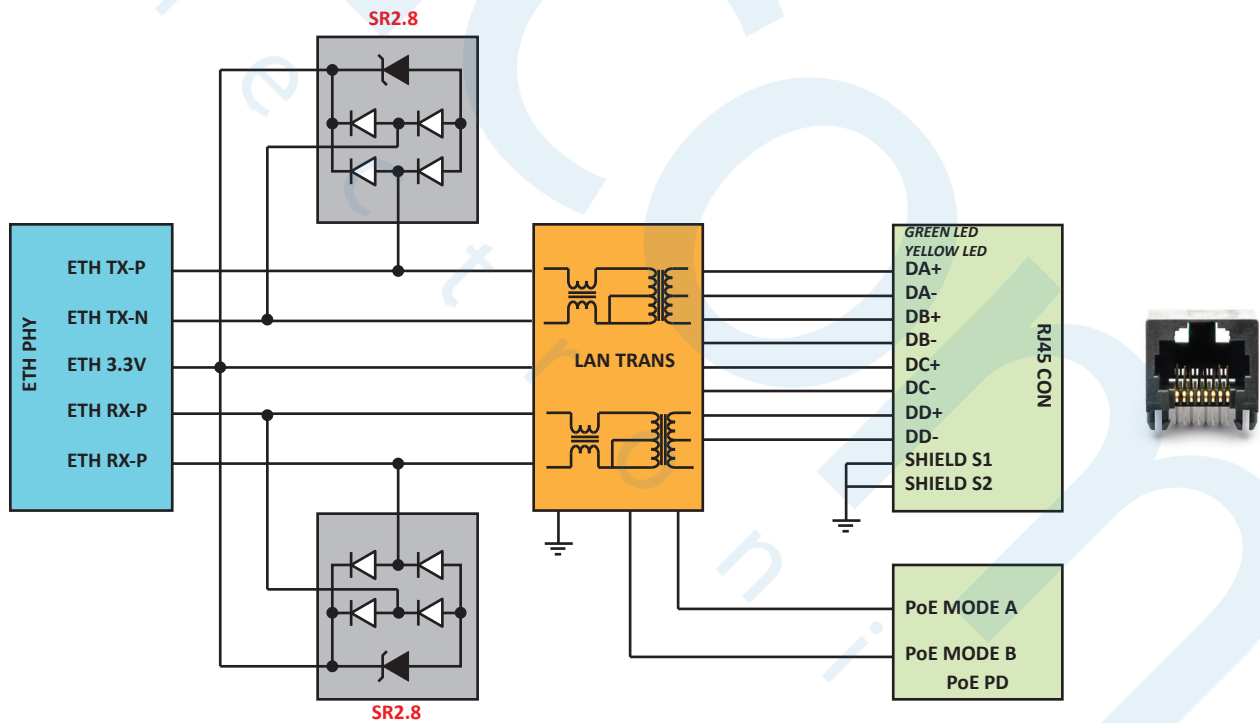 SR2.8
ETH PHY
ETH TX-P
ETH TX-N
ETH 3.3V
ETH RX-P
ETH RX-P
LAN TRANS
GREEN LED
YELLOW LED
DA+
DA-
DB+
DB-
DC+
DC-
DD+
DD-
SHIELD S1
SHIELD S2
RJ45 CON
PoE MODE A
PoE MODE B
PoE PD
SR2.8